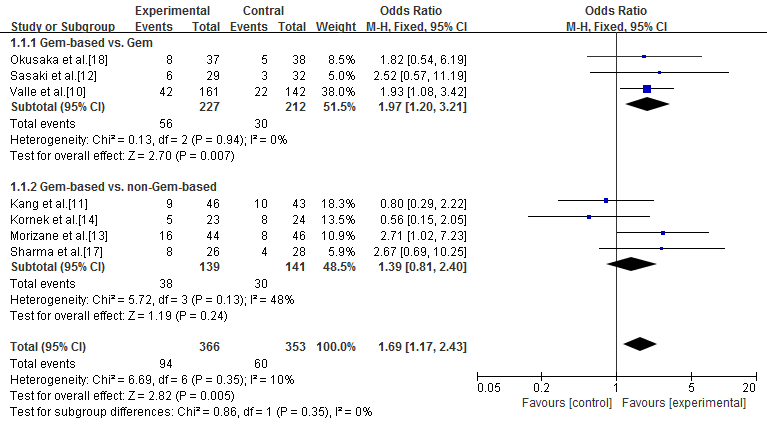 Experimental Contral Odds Ratio Odds Ratio
Study or Subgroup Events Total Events Total Weight M-H, Fixed, 95% CI M-H, Fixed, 95% CI
1.1.1 Gem-based vs. Gem
Okusaka et al.[18] 8 37 5 38 8.5% 1.82 [0.54, 6.19]
Sasaki et al.[12] 6 29 3 32 5.0% 2.52 [0.57, 11.19]
Valle et al.[10] 42 161 22 142 38.0% 1.93 [1.08, 3.42]
Subtotal (95% CI) 227 212 51.5% 1.97 [1.20, 3.21]
Total events 56 30
Heterogeneity: Chi² = 0.13, df = 2 (P = 0.94); I² = 0%
Test for overall effect: Z = 2.70 (P = 0.007)
1.1.2 Gem-based vs. non-Gem-based
Kang et al.[11] 9 46 10 43 18.3% 0.80 [0.29, 2.22]
Kornek et al.[14] 5 23 8 24 13.5% 0.56 [0.15, 2.05]
Morizane et al.[13] 16 44 8 46 10.9% 2.71 [1.02, 7.23]
Sharma et al.[17] 8 26 4 28 5.9% 2.67 [0.69, 10.25]
Subtotal (95% CI) 139 141 48.5% 1.39 [0.81, 2.40]
Total events 38 30
Heterogeneity: Chi² = 5.72, df = 3 (P = 0.13); I² = 48%
Test for overall effect: Z = 1.19 (P = 0.24)
Total (95% CI) 366 353 100.0% 1.69 [1.17, 2.43]
Total events 94 60
Heterogeneity: Chi² = 6.69, df = 6 (P = 0.35); I² = 10%
Test for overall effect: Z = 2.82 (P = 0.005)
Test for subgroup differences: Chi² = 0.86, df = 1 (P = 0.35), I² = 0%
0.05 0.2 1 5 20
Favours [control] Favours [experimental]